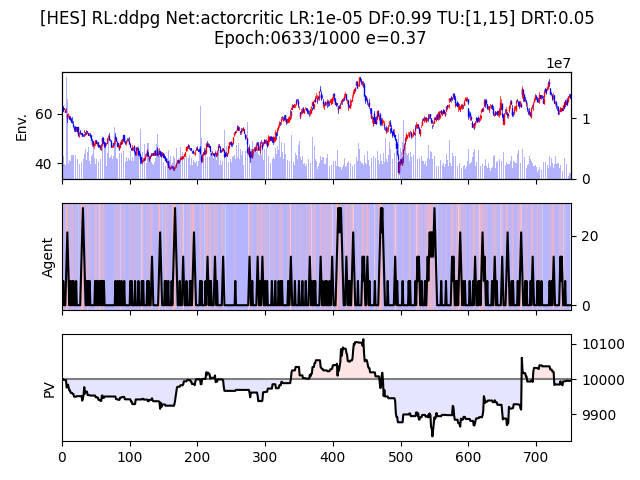 [HES] RL:ddpg Net:actorcritic LR:1e-05 DF:0.99 TU:[1,15] DRT:0.05
Epoch:0633/1000 e=0.37
1e7
Env.
60
40
1
0
Agent
20
0
PV
10100
10000
9900
0 100 200 300 400 500 600 700